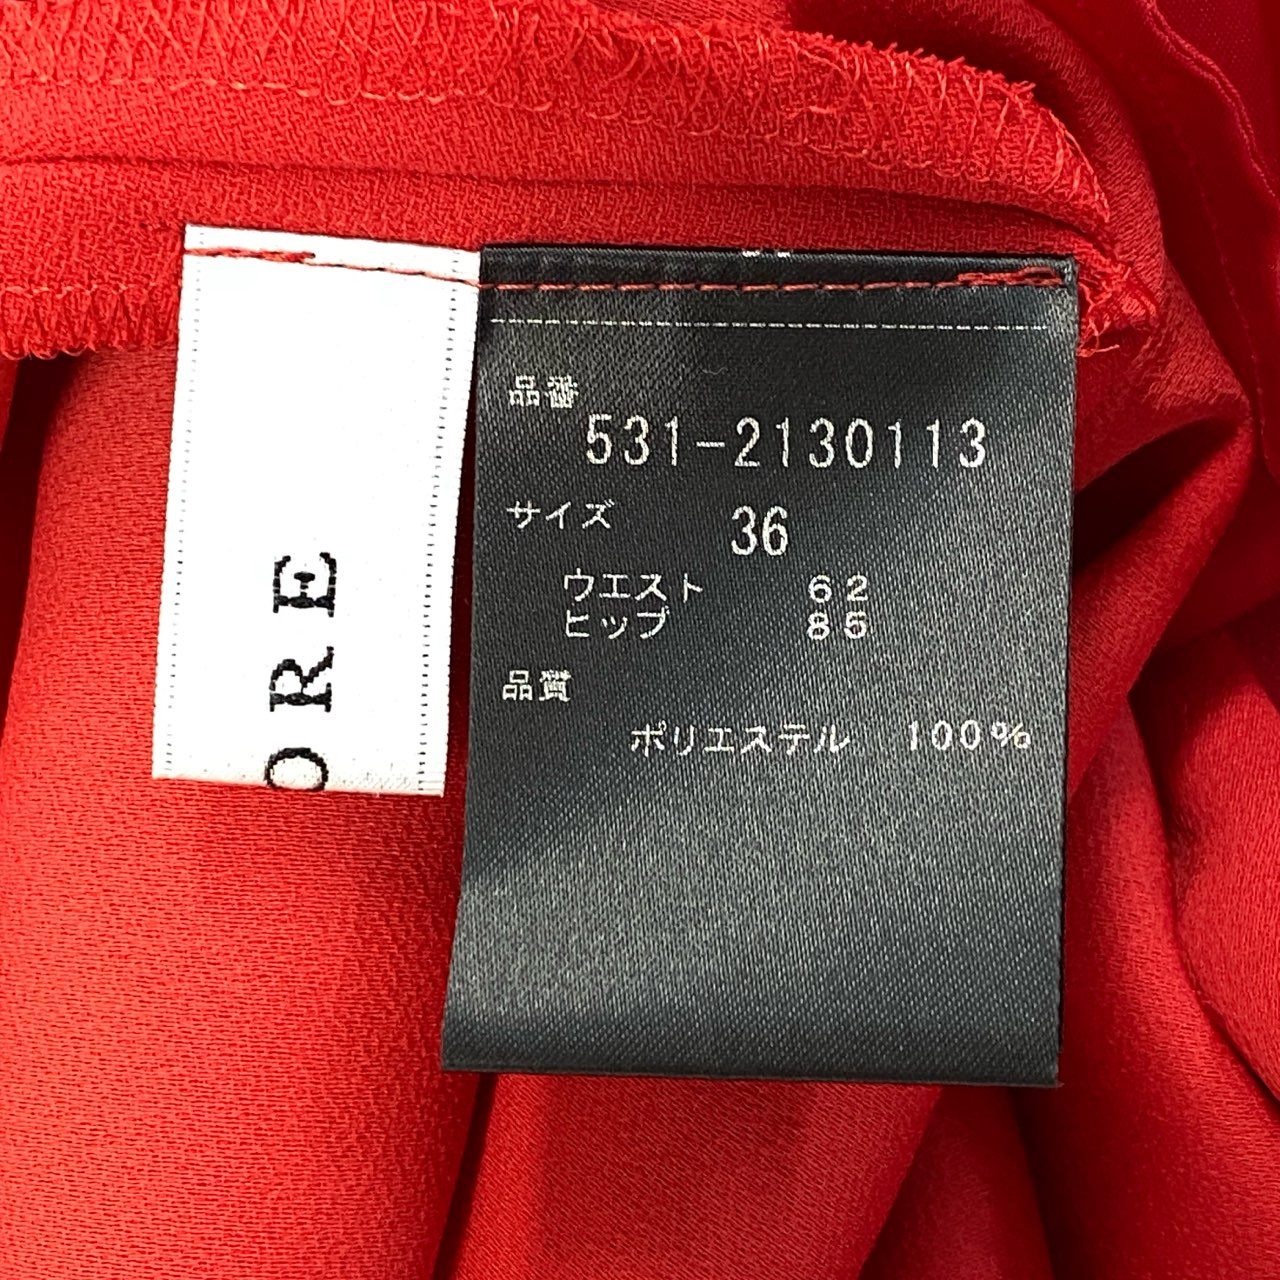 ORE
品番
531-2130113
サイズ 36
ウエスト 62
ヒップ 85
品質
ポリエステル 100%